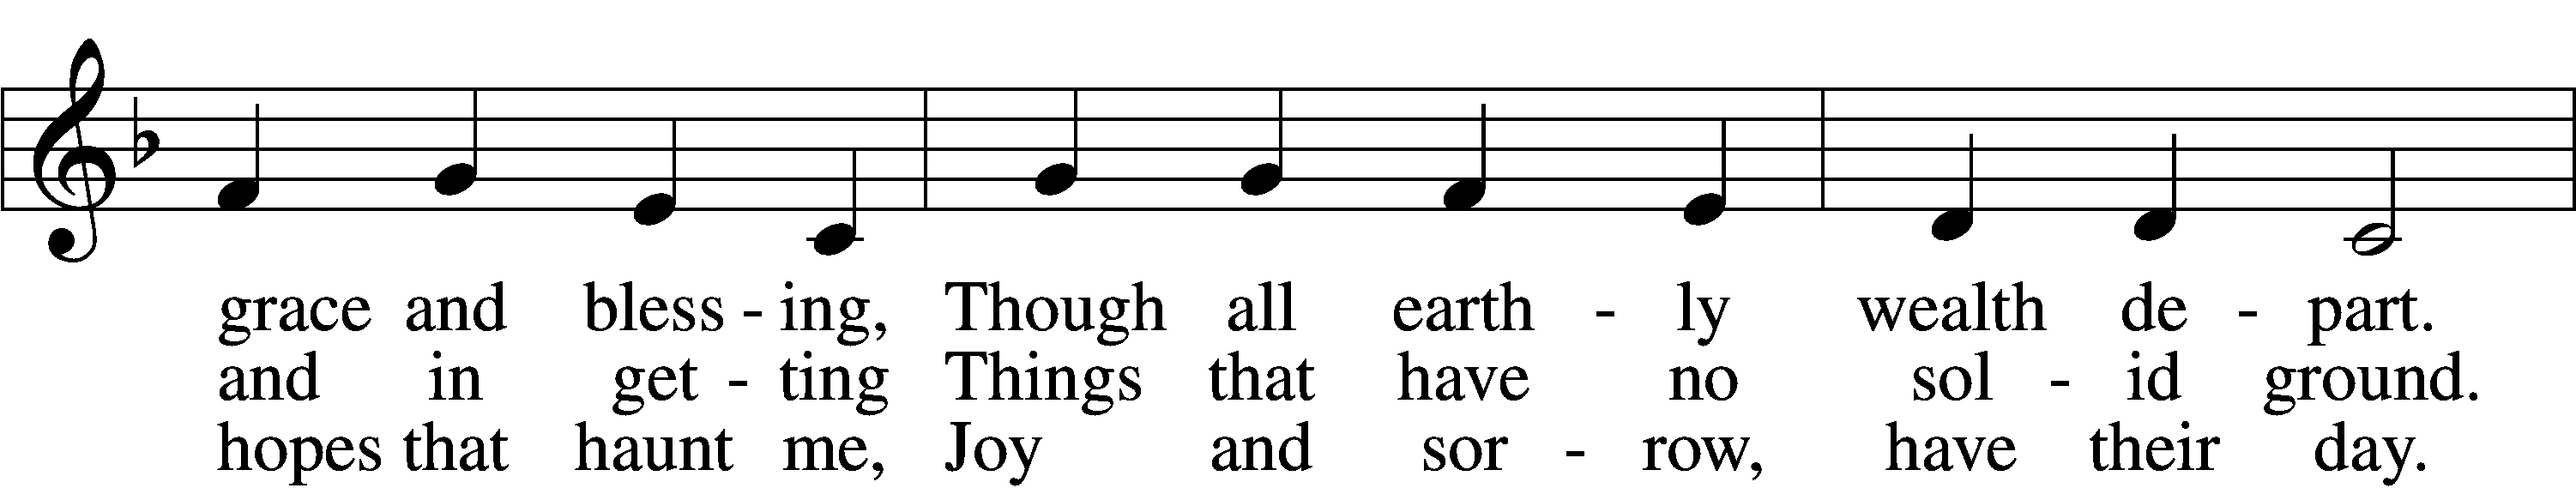 grace and bless - ing, Though all earth - ly wealth de - part.
and in get - ting Things that have no sol - id ground.
hopes that haunt me, Joy and sor - row, have their day.